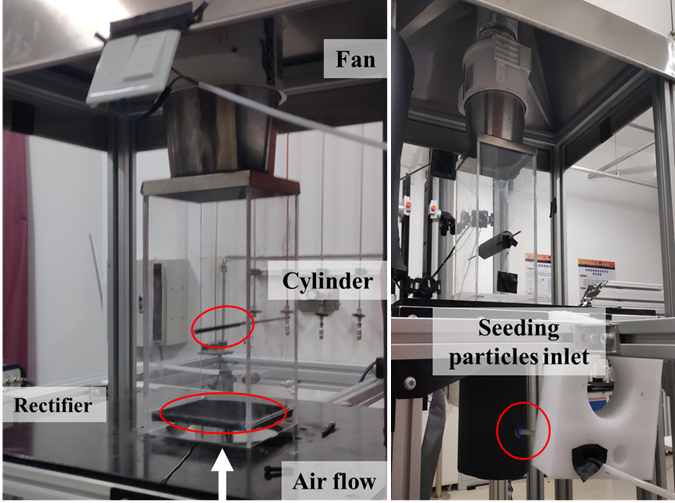 Fan
Cylinder
Rectifier
Air flow
Seeding
particles inlet